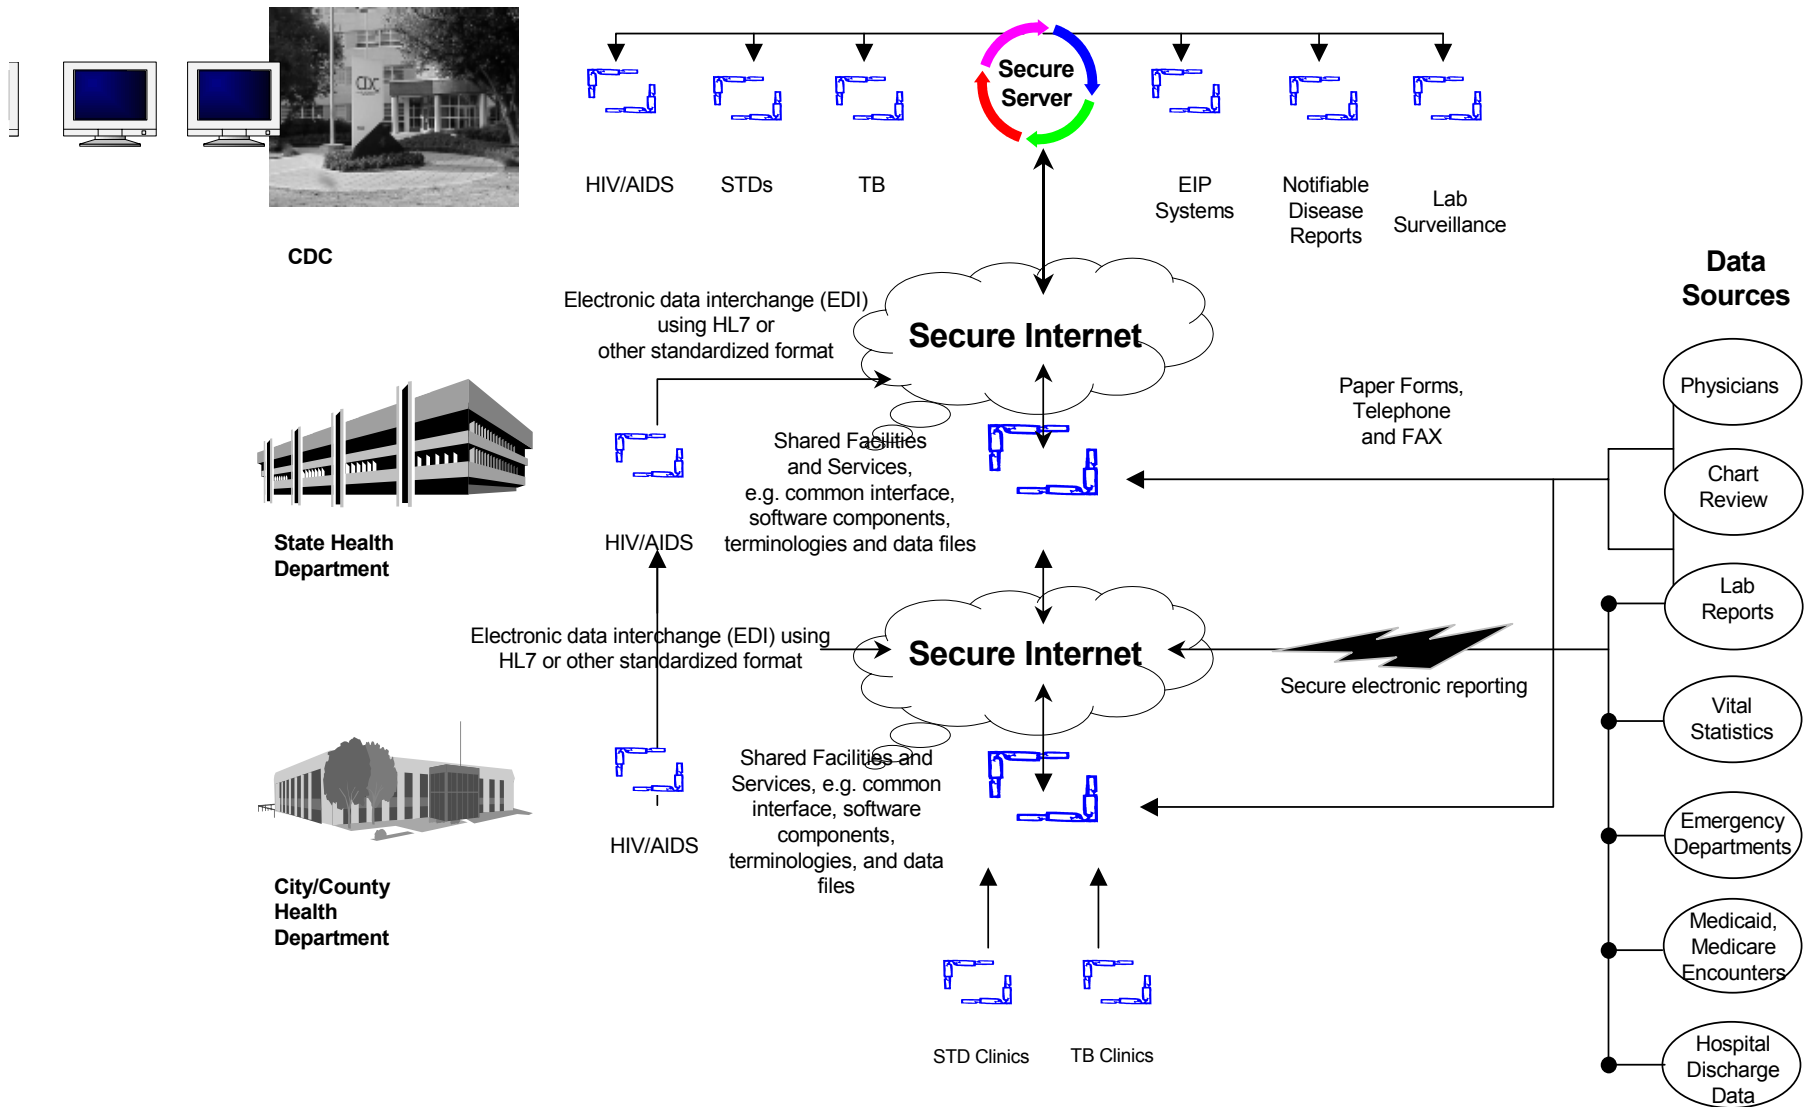 Secure
Server
HIV/AIDS
STDs
TB
EIP
Systems
Notifiable
Disease
Reports
Lab
Surveillance
CDC
CDC
Data
Sources
Electronic data interchange (EDI)
using HL7 or
other standardized format
Secure Internet
Paper Forms,
Telephone
and FAX
Physicians
Chart
Review
Shared Facilities
and Services,
e.g. common interface,
software components,
terminologies and data files
HIV/AIDS
State Health
Department
Lab
Reports
Electronic data interchange (EDI) using
HL7 or other standardized format
Secure Internet
Secure electronic reporting
Vital
Statistics
Shared Facilities and
Services, e.g. common
interface, software
components,
terminologies, and data
files
HIV/AIDS
City/County
Health
Department
Emergency
Departments
Medicaid,
Medicare
Encounters
STD Clinics
TB Clinics
Hospital
Discharge
Data